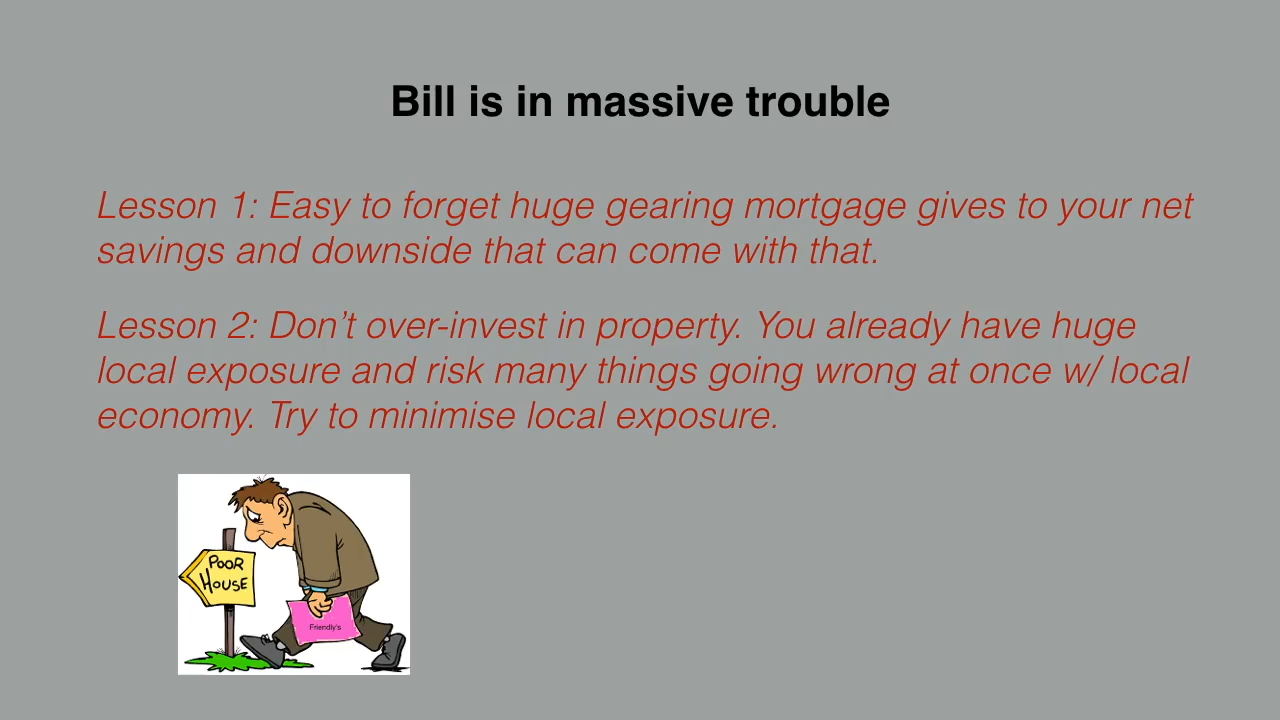 Bill is in massive trouble
Lesson 1: Easy to forget huge gearing mortgage gives to your net
savings and downside that can come with that.
Lesson 2: Don’t over-invest in property. You already have huge
local exposure and risk many things going wrong at once w/ local
economy. Try to minimise local exposure.
POOR
HOUSE
Friendly's